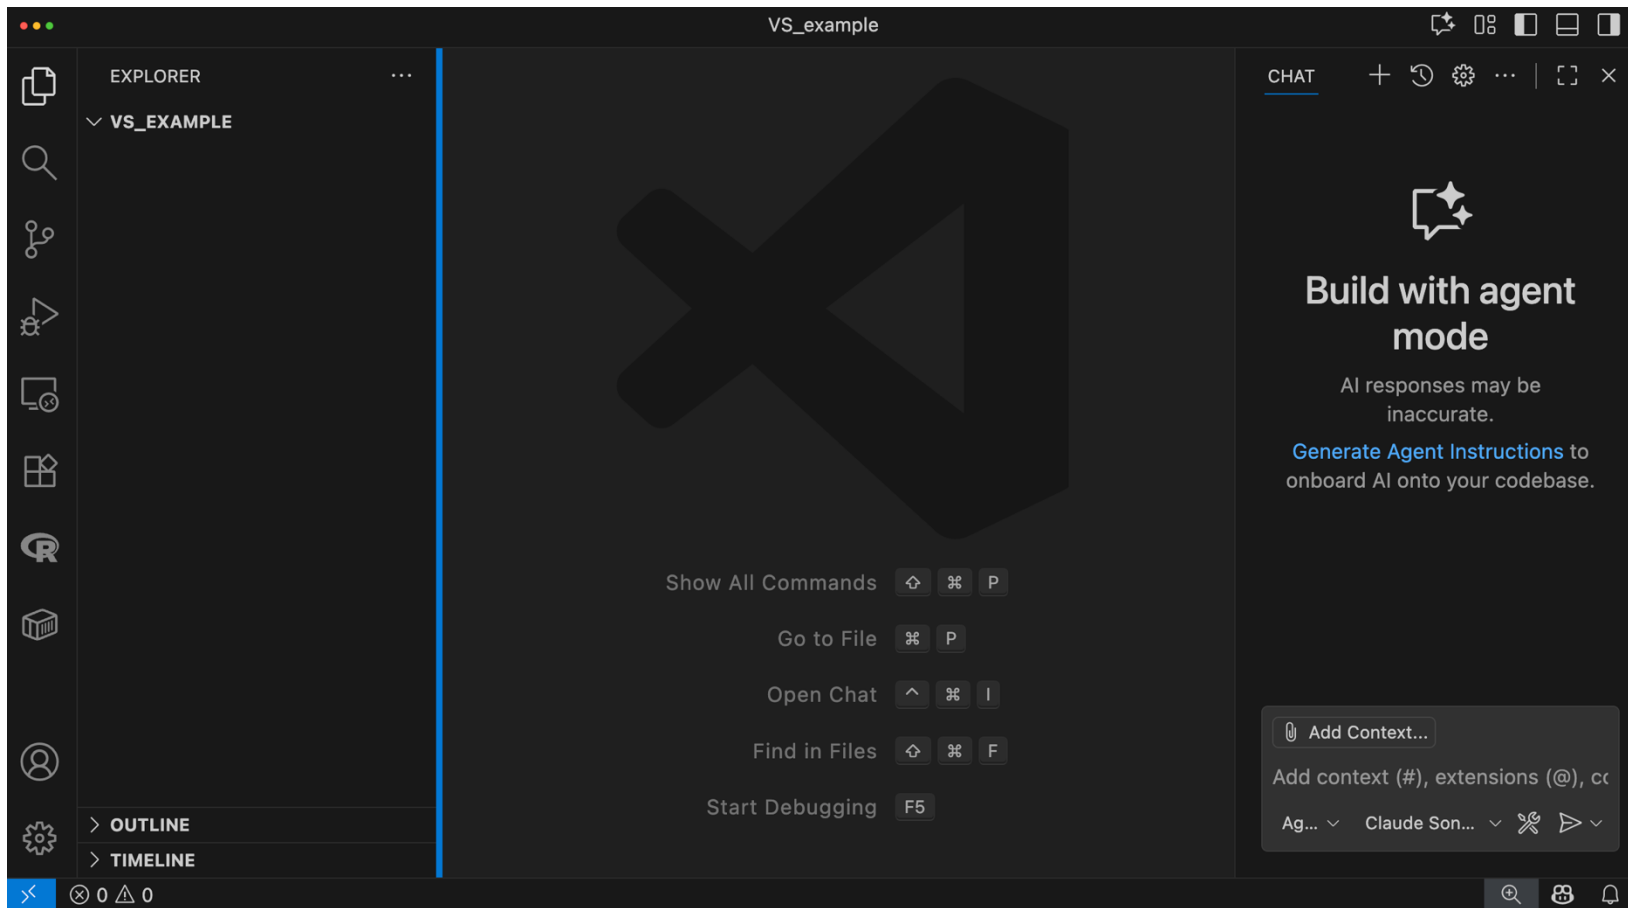 VS_example
EXPLORER
VS_EXAMPLE
OUTLINE
TIMELINE
Show All Commands ⇧ ⌘ P
Go to File ⌘ P
Open Chat ^ ⌘ I
Find in Files ⇧ ⌘ F
Start Debugging F5
CHAT
Build with agent
mode
AI responses may be
inaccurate.
Generate Agent Instructions to
onboard AI onto your codebase.
Add Context...
Add context (#), extensions (@), co
Ag... Claude Son...
0 0